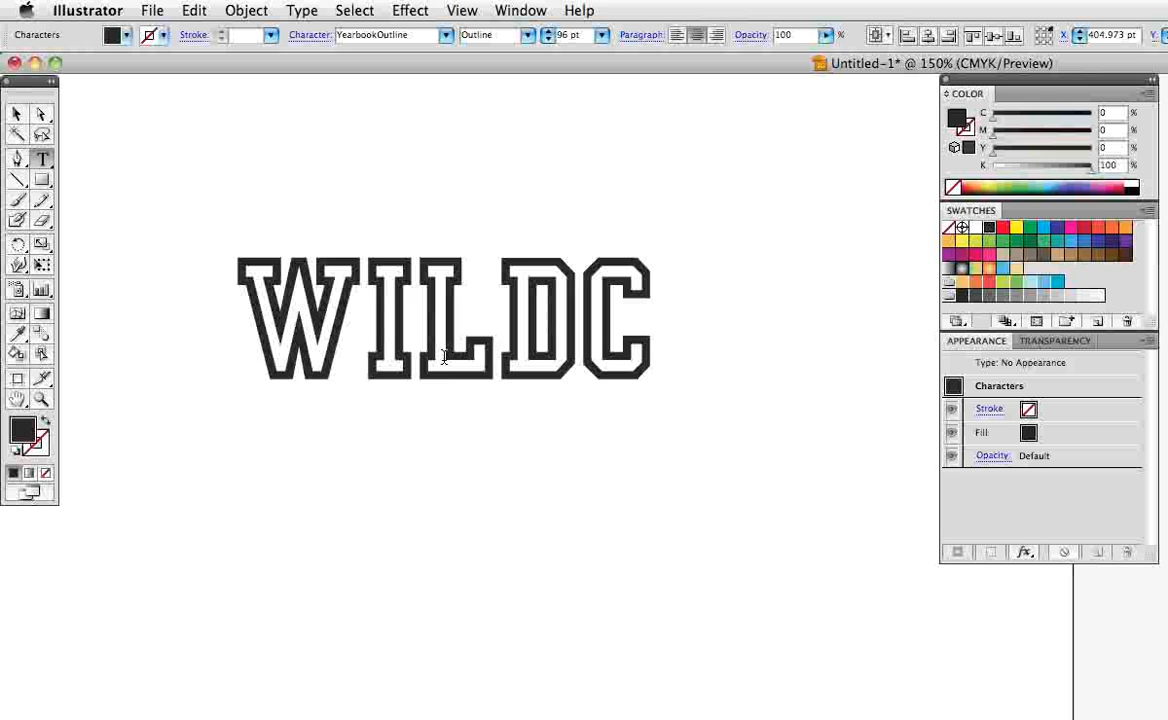 Illustrator File Edit Object Type Select Effect View Window Help
Characters Stroke: Character: YearbookOutline Outline 96 pt Paragraph: Opacity: 100 % X: 404.973 pt Y:
Untitled-1* @ 150% (CMYK/Preview)
COLOR
C 0 %
M 0 %
Y 0 %
K 100 %
SWATCHES
WILDC
APPEARANCE TRANSPARENCY
Type: No Appearance
Characters
Stroke:
Fill:
Opacity: Default
fx
T